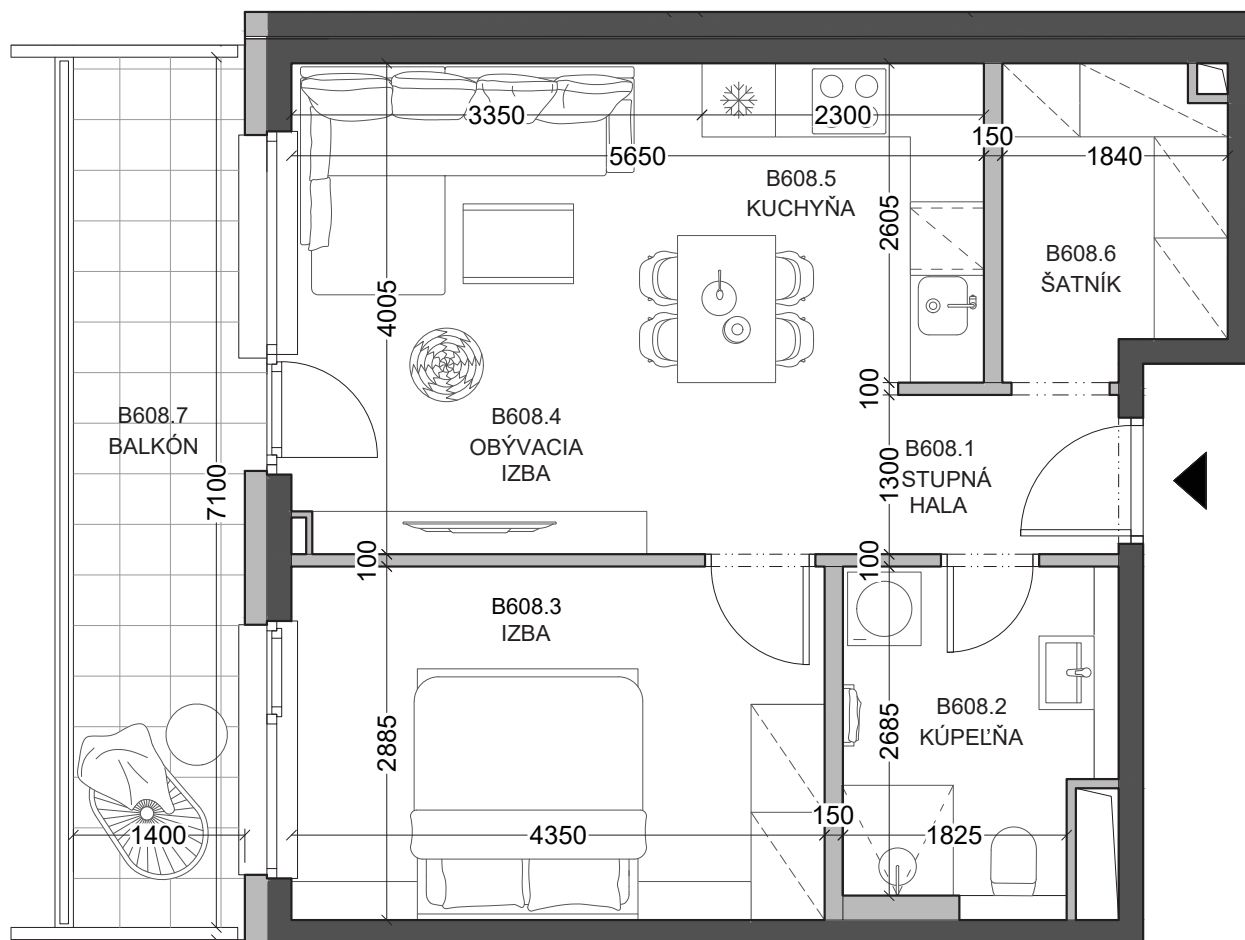 3350
2300
150
5650
1840
B608.5
KUCHYŇA
2605
B608.6
ŠATNÍK
4005
100
B608.7
BALKÓN
7100
B608.4
OBÝVACIA
IZBA
B608.1
STUPNÁ
HALA
1300
100
100
B608.3
IZBA
2885
B608.2
KÚPEĽŇA
2685
1400
4350
150
1825